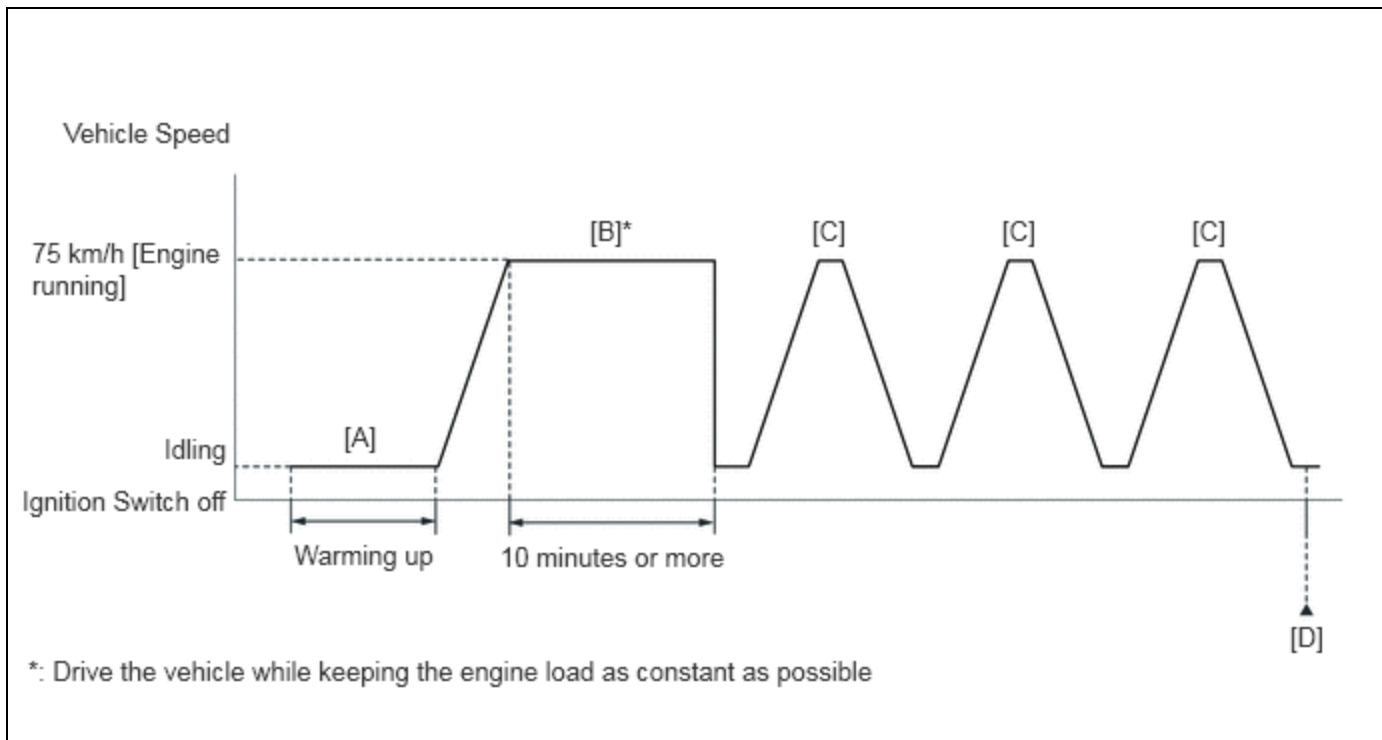 Vehicle Speed
75 km/h [Engine
running]
[B]*
[C]
[C]
[C]
Idling
[A]
Ignition Switch off
Warming up
10 minutes or more
[D]
*: Drive the vehicle while keeping the engine load as constant as possible